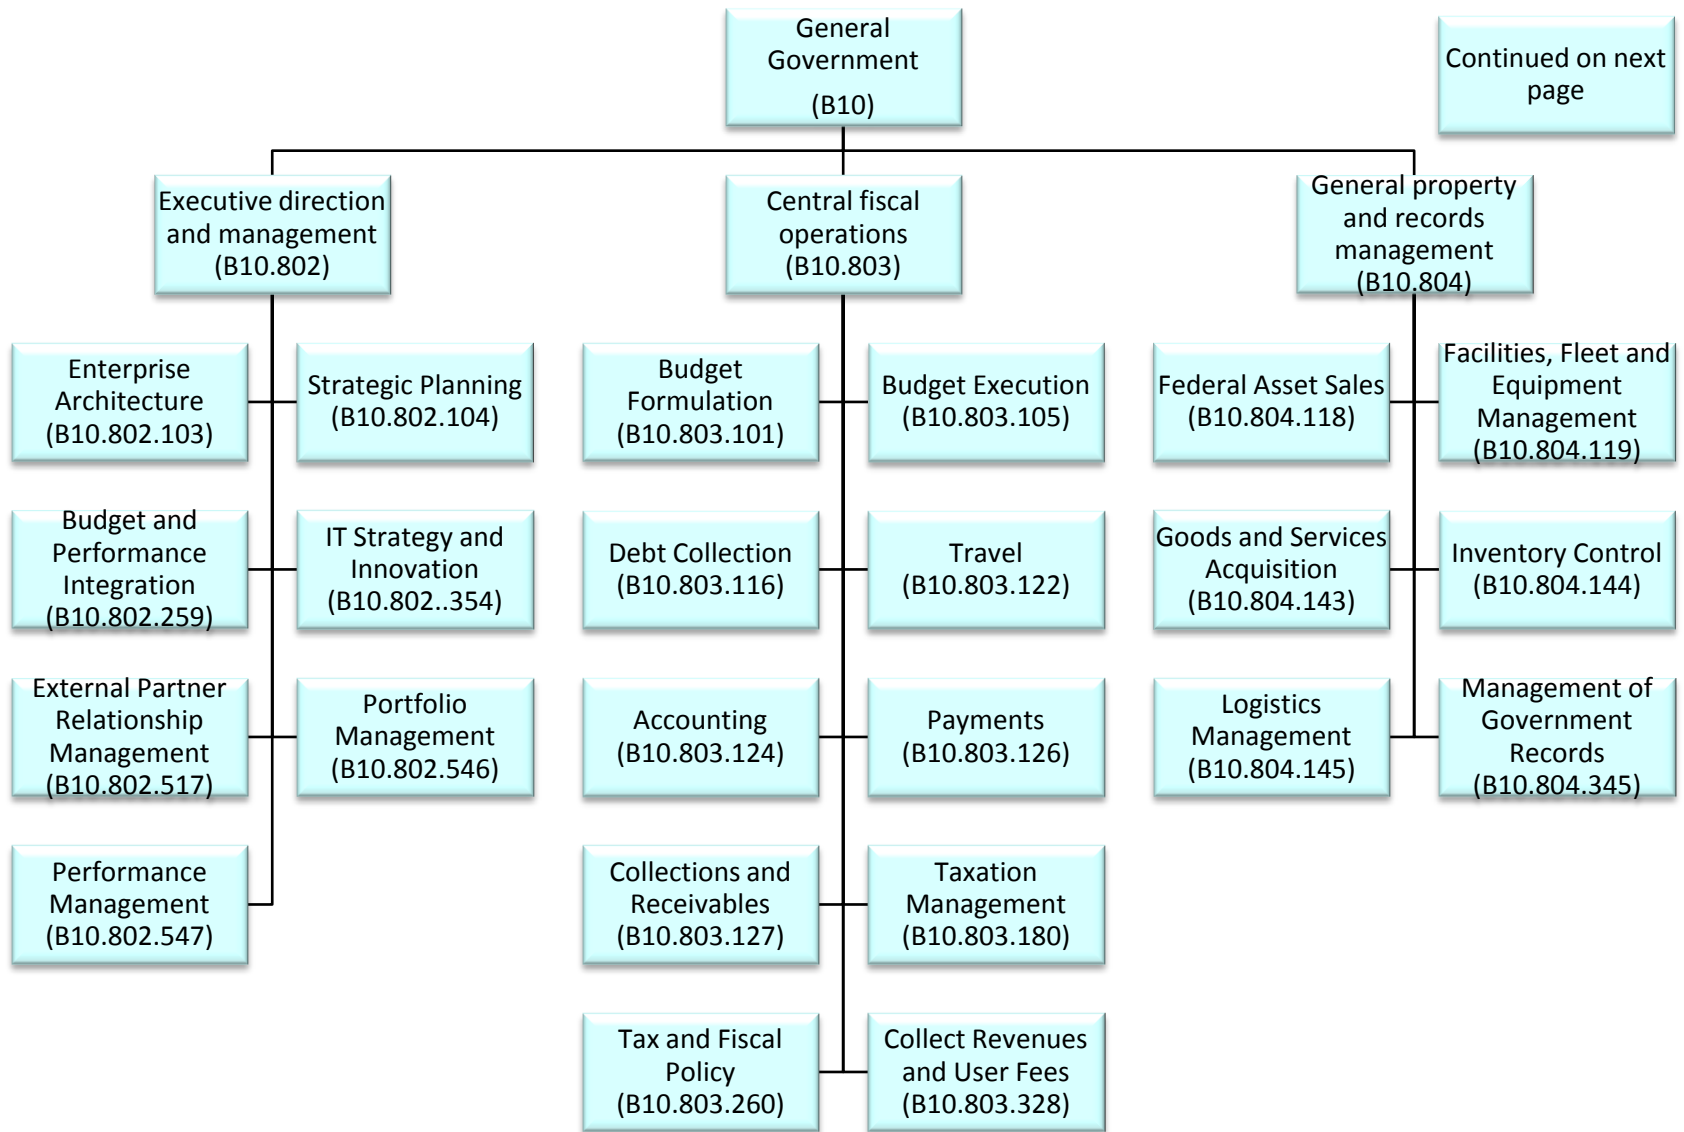 General
Government
(B10)
Continued on next
page
Executive direction
and management
(B10.802)
Central fiscal
operations
(B10.803)
General property
and records
management
(B10.804)
Enterprise
Architecture
(B10.802.103)
Strategic Planning
(B10.802.104)
Budget
Formulation
(B10.803.101)
Budget Execution
(B10.803.105)
Federal Asset Sales
(B10.804.118)
Facilities, Fleet and
Equipment
Management
(B10.804.119)
Budget and
Performance
Integration
(B10.802.259)
IT Strategy and
Innovation
(B10.802..354)
Debt Collection
(B10.803.116)
Travel
(B10.803.122)
Goods and Services
Acquisition
(B10.804.143)
Inventory Control
(B10.804.144)
External Partner
Relationship
Management
(B10.802.517)
Portfolio
Management
(B10.802.546)
Accounting
(B10.803.124)
Payments
(B10.803.126)
Logistics
Management
(B10.804.145)
Management of
Government
Records
(B10.804.345)
Performance
Management
(B10.802.547)
Collections and
Receivables
(B10.803.127)
Taxation
Management
(B10.803.180)
Tax and Fiscal
Policy
(B10.803.260)
Collect Revenues
and User Fees
(B10.803.328)